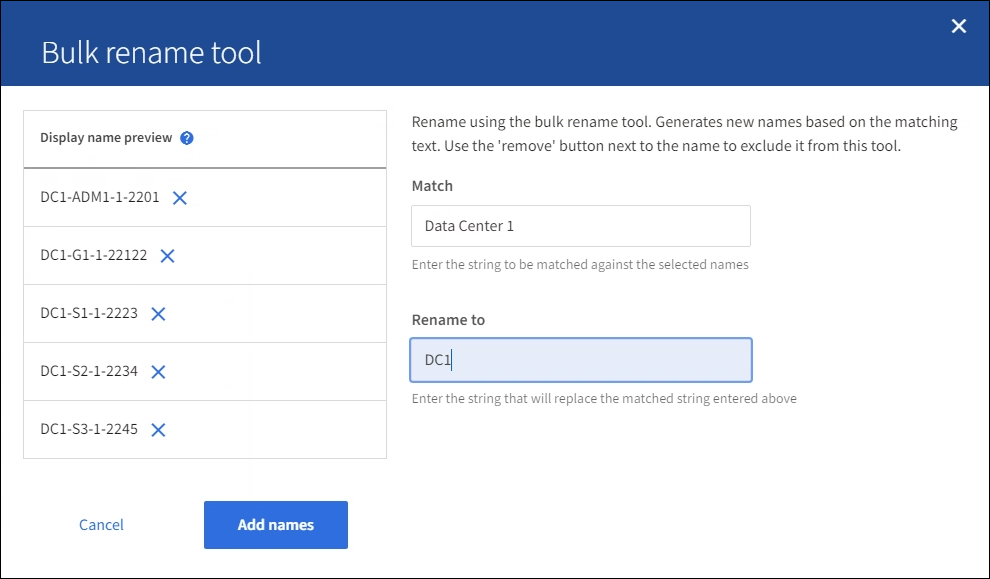 Bulk rename tool
Display name preview
?
DC1-ADM1-1-2201
DC1-G1-1-22122
DC1-S1-1-2223
DC1-S2-1-2234
DC1-S3-1-2245
Cancel
Add names
Rename using the bulk rename tool. Generates new names based on the matching
text. Use the 'remove' button next to the name to exclude it from this tool.
Match
Data Center 1
Enter the string to be matched against the selected names
Rename to
DC1
Enter the string that will replace the matched string entered above